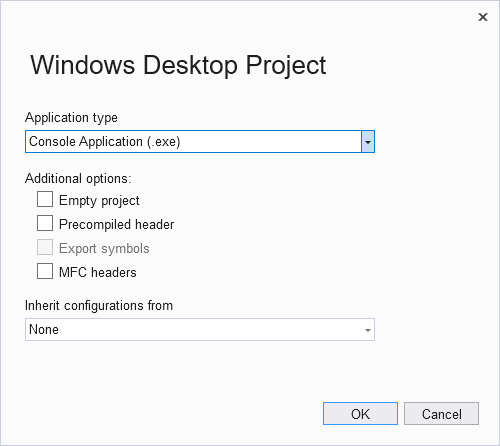 Windows Desktop Project
Application type
Console Application (.exe)
Additional options:
Empty project
Precompiled header
Export symbols
MFC headers
Inherit configurations from
None
OK
Cancel